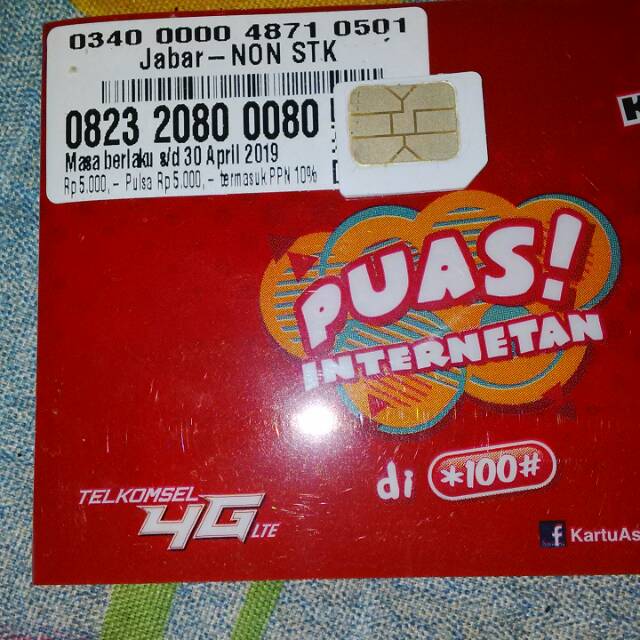 0340 0000 4871 0501
Jabar - NON STK
0823 2080 0080
Masa berlaku s/d 30 April 2019
Rp 5.000,- Pulsa Rp 5.000,- termasuk PPN 10%
K
PUAS!
INTERNETAN
di *100#
TELKOMSEL
4G LTE
f KartuAs